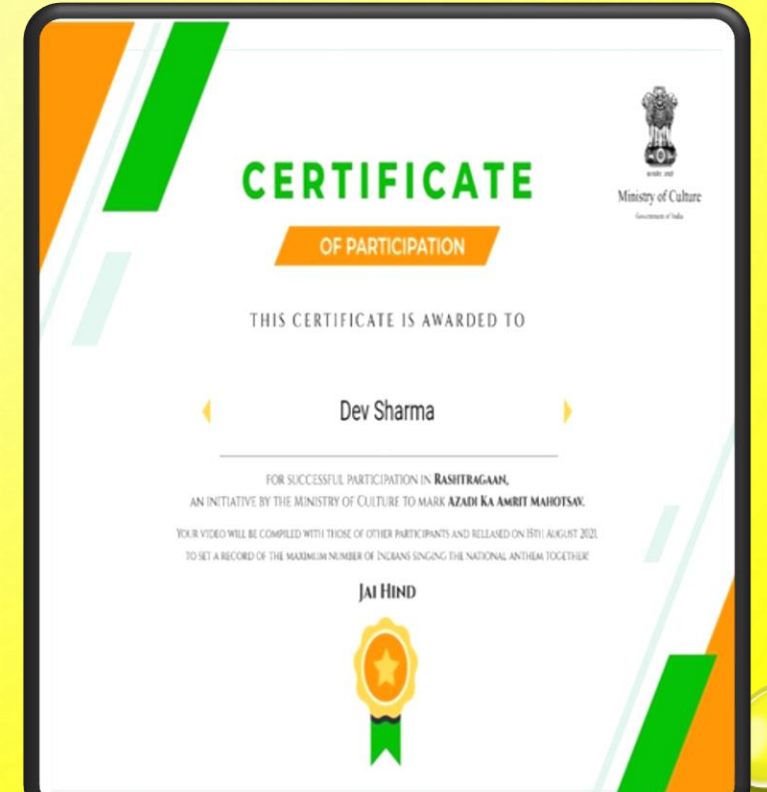 CERTIFICATE
OF PARTICIPATION
Ministry of Culture
Government of India
THIS CERTIFICATE IS AWARDED TO
Dev Sharma
FOR SUCCESSFUL PARTICIPATION IN RASHTRAGAAN,
AN INITIATIVE BY THE MINISTRY OF CULTURE TO MARK AZADI KA AMRIT MAHOTSAV.
YOUR VIDEO WILL BE COMPILED WITH THOSE OF OTHER PARTICIPANTS AND RELEASED ON 15TH AUGUST 2021,
TO SET A RECORD OF THE MAXIMUM NUMBER OF INDIANS SINGING THE NATIONAL ANTHEM TOGETHER!
JAI HIND